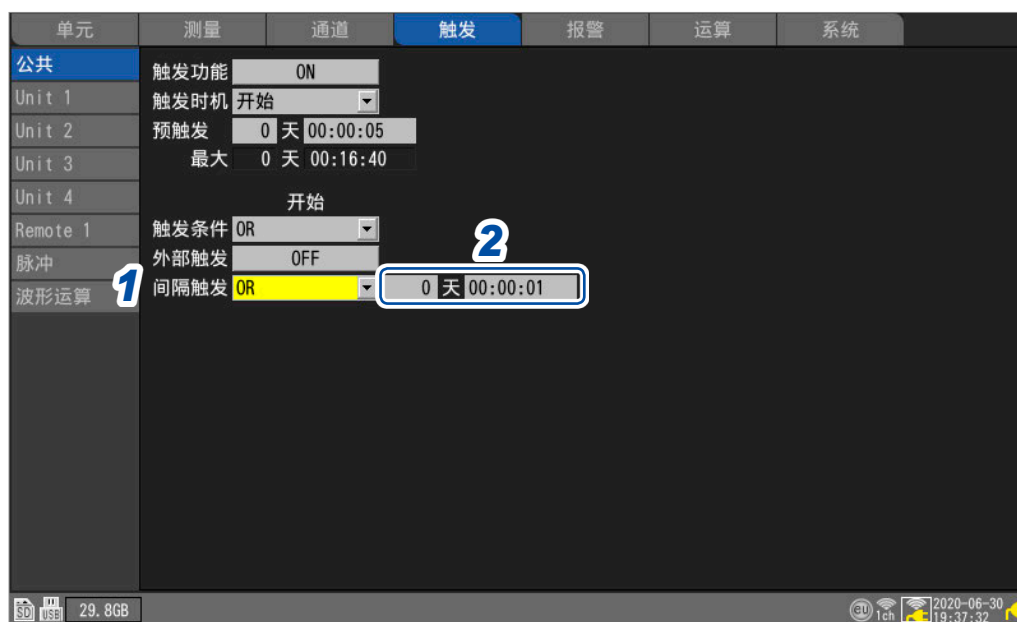 单元 测量 通道 触发 报警 运算 系统
公共
Unit 1
Unit 2
Unit 3
Unit 4
Remote 1
脉冲
波形运算
触发功能 ON
触发时机 开始
预触发 0 天 00:00:05
最大 0 天 00:16:40
开始
触发条件 OR
外部触发 OFF
1 间隔触发 OR
2
0 天 00:00:01
SD USB 29.8GB
EU 1ch 2020-06-30
19:37:32